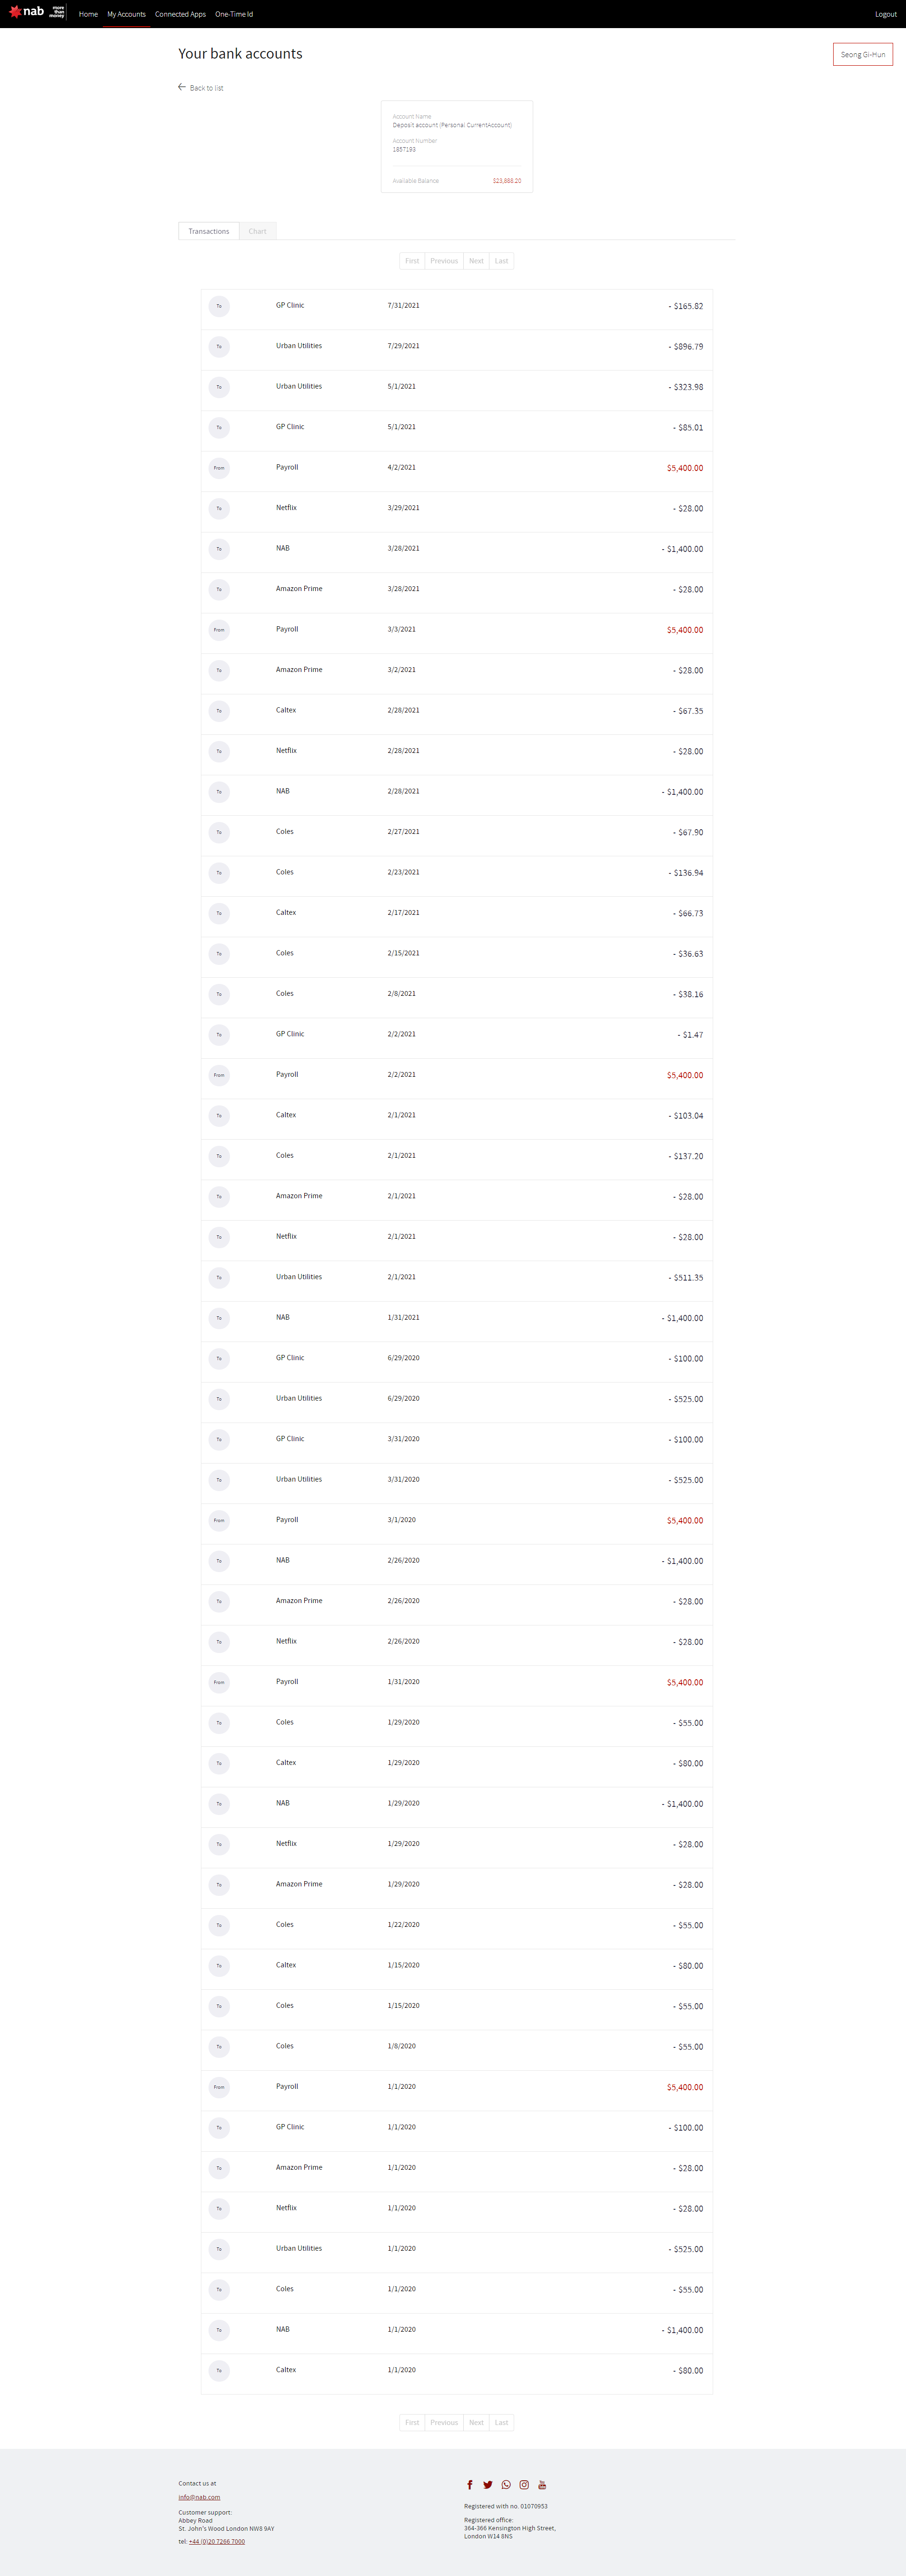 nab more than money Home My Accounts Connected Apps One-Time Id Logout
Your bank accounts Seong Gi-Hun
Back to list
Account Name
Deposit account (Personal CurrentAccount)
Account Number
1857193
Available Balance $23,888.20
Transactions Chart
First Previous Next Last
To GP Clinic 7/31/2021 - $165.82
To Urban Utilities 7/29/2021 - $896.79
To Urban Utilities 5/1/2021 - $323.98
To GP Clinic 5/1/2021 - $85.01
From Payroll 4/2/2021 $5,400.00
To Netflix 3/29/2021 - $28.00
To NAB 3/28/2021 - $1,400.00
To Amazon Prime 3/28/2021 - $28.00
From Payroll 3/3/2021 $5,400.00
To Amazon Prime 3/2/2021 - $28.00
To Caltex 2/28/2021 - $67.35
To Netflix 2/28/2021 - $28.00
To NAB 2/28/2021 - $1,400.00
To Coles 2/27/2021 - $67.90
To Coles 2/23/2021 - $136.94
To Caltex 2/17/2021 - $66.73
To Coles 2/15/2021 - $36.63
To Coles 2/8/2021 - $38.16
To GP Clinic 2/2/2021 - $1.47
From Payroll 2/2/2021 $5,400.00
To Caltex 2/1/2021 - $103.04
To Coles 2/1/2021 - $137.20
To Amazon Prime 2/1/2021 - $28.00
To Netflix 2/1/2021 - $28.00
To Urban Utilities 2/1/2021 - $511.35
To NAB 1/31/2021 - $1,400.00
To GP Clinic 6/29/2020 - $100.00
To Urban Utilities 6/29/2020 - $525.00
To GP Clinic 3/31/2020 - $100.00
To Urban Utilities 3/31/2020 - $525.00
From Payroll 3/1/2020 $5,400.00
To NAB 2/26/2020 - $1,400.00
To Amazon Prime 2/26/2020 - $28.00
To Netflix 2/26/2020 - $28.00
From Payroll 1/31/2020 $5,400.00
To Coles 1/29/2020 - $55.00
To Caltex 1/29/2020 - $80.00
To NAB 1/29/2020 - $1,400.00
To Netflix 1/29/2020 - $28.00
To Amazon Prime 1/29/2020 - $28.00
To Coles 1/22/2020 - $55.00
To Caltex 1/15/2020 - $80.00
To Coles 1/15/2020 - $55.00
To Coles 1/8/2020 - $55.00
From Payroll 1/1/2020 $5,400.00
To GP Clinic 1/1/2020 - $100.00
To Amazon Prime 1/1/2020 - $28.00
To Netflix 1/1/2020 - $28.00
To Urban Utilities 1/1/2020 - $525.00
To Coles 1/1/2020 - $55.00
To NAB 1/1/2020 - $1,400.00
To Caltex 1/1/2020 - $80.00
First Previous Next Last
Contact us at
info@nab.com
Customer support:
Abbey Road
St. John's Wood London NW8 9AY
tel: +44 (0)20 7266 7000
Registered with no. 01070953
Registered office:
364-366 Kensington High Street,
London W14 8NS